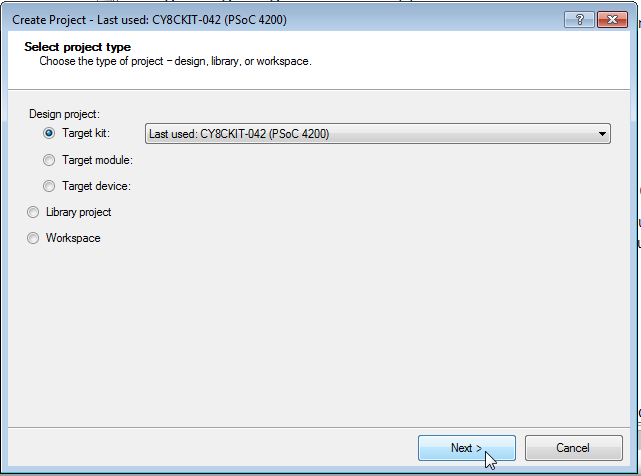 Create Project - Last used: CY8CKIT-042 (PSoC 4200)
?
Select project type
Choose the type of project – design, library, or workspace.
Design project:
Target kit:
Last used: CY8CKIT-042 (PSoC 4200)
Target module:
Target device:
Library project
Workspace
Next >
Cancel